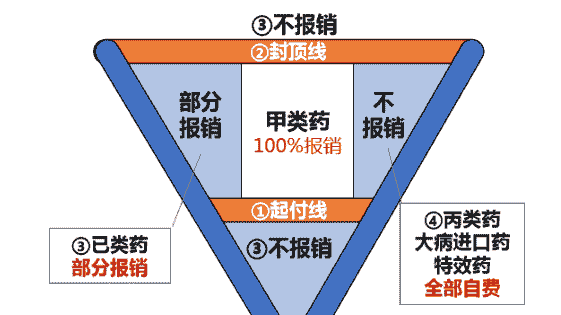 ③不报销
②封顶线
部分
报销
甲类药
100%报销
不
报销
①起付线
③不报销
③已类药
部分报销
④丙类药
大病进口药
特效药
全部自费